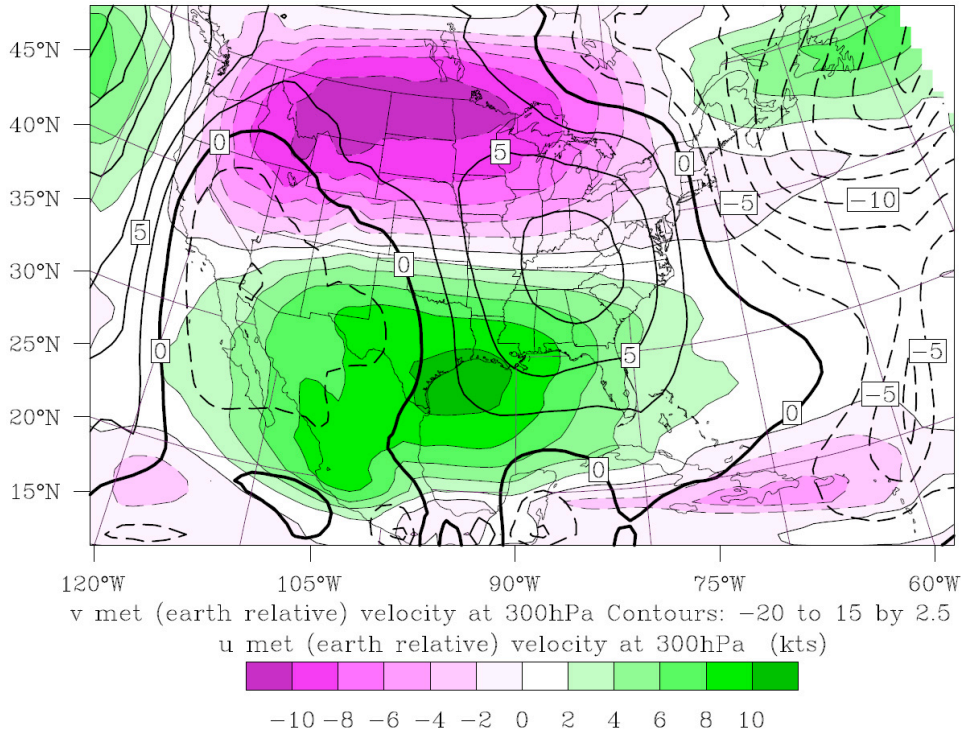 45°N
40°N
35°N
30°N
25°N
20°N
15°N
0
5
0
-5
-10
5
0
0
5
-5
-5
0
0
120°W 105°W 90°W 75°W 60°W
v met (earth relative) velocity at 300hPa Contours: -20 to 15 by 2.5
u met (earth relative) velocity at 300hPa (kts)
-10 -8 -6 -4 -2 0 2 4 6 8 10